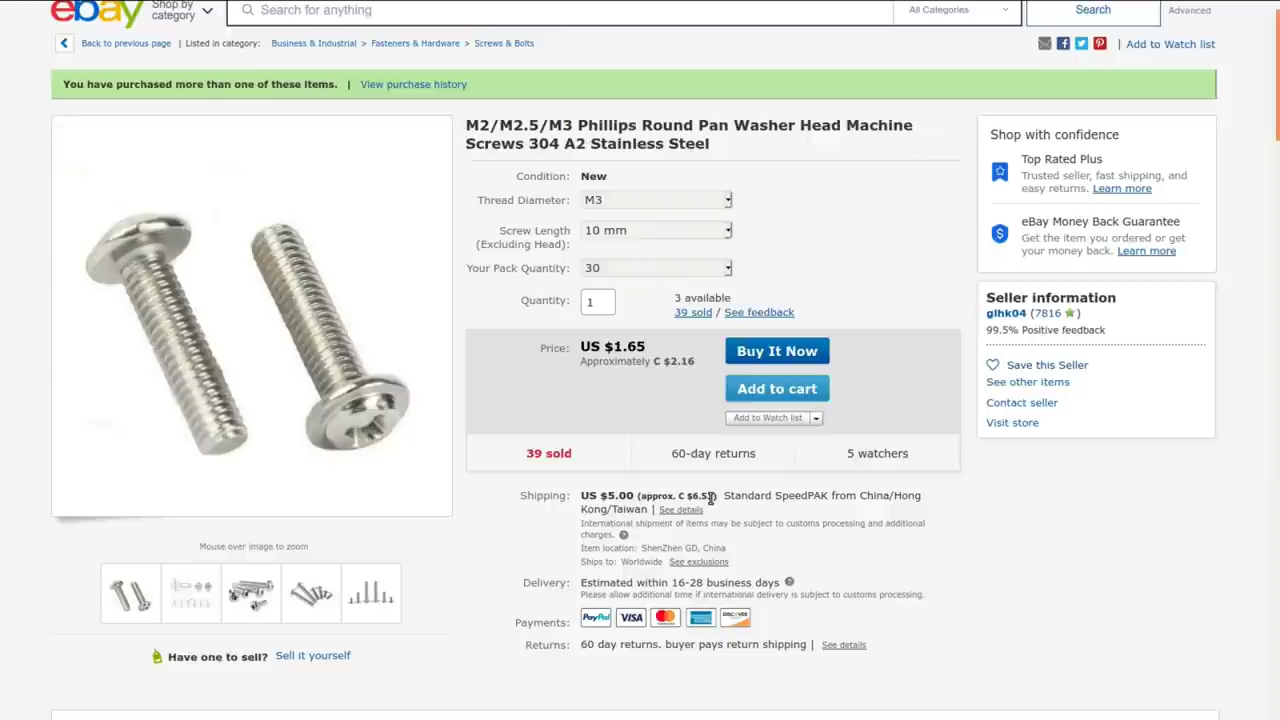 ebay
Shop by
category
Search for anything
All Categories
Search
Advanced
Back to previous page | Listed in category: Business & Industrial > Fasteners & Hardware > Screws & Bolts
| Add to Watch list
You have purchased more than one of these items. | View purchase history
M2/M2.5/M3 Phillips Round Pan Washer Head Machine
Screws 304 A2 Stainless Steel
Condition: New
Thread Diameter: M3
Screw Length
(Excluding Head):
10 mm
Your Pack Quantity: 30
Quantity: 1
3 available
39 sold / See feedback
Price: US $1.65
Approximately C $2.16
Buy It Now
Add to cart
Add to Watch list
39 sold
60-day returns
5 watchers
Shipping: US $5.00 (approx. C Standard SpeedPAK from China/Hong
Kong/Taiwan | See details
International shipment of items may be subject to customs processing and additional
charges.
Item location: ShenZhen GD, China
Ships to: Worldwide See exclusions
Delivery: Estimated within 16-28 business days
Please allow additional time if international delivery is subject to customs processing.
Payments: PayPal VISA MasterCard DISCOVER
Returns: 60 day returns. buyer pays return shipping | See details
Mouse over image to zoom
Have one to sell? Sell it yourself
Shop with confidence
Top Rated Plus
Trusted seller, fast shipping, and
easy returns. Learn more
eBay Money Back Guarantee
Get the item you ordered or get
your money back. Learn more
Seller information
glhk04 (7816 )
99.5% Positive feedback
Save this Seller
See other items
Contact seller
Visit store